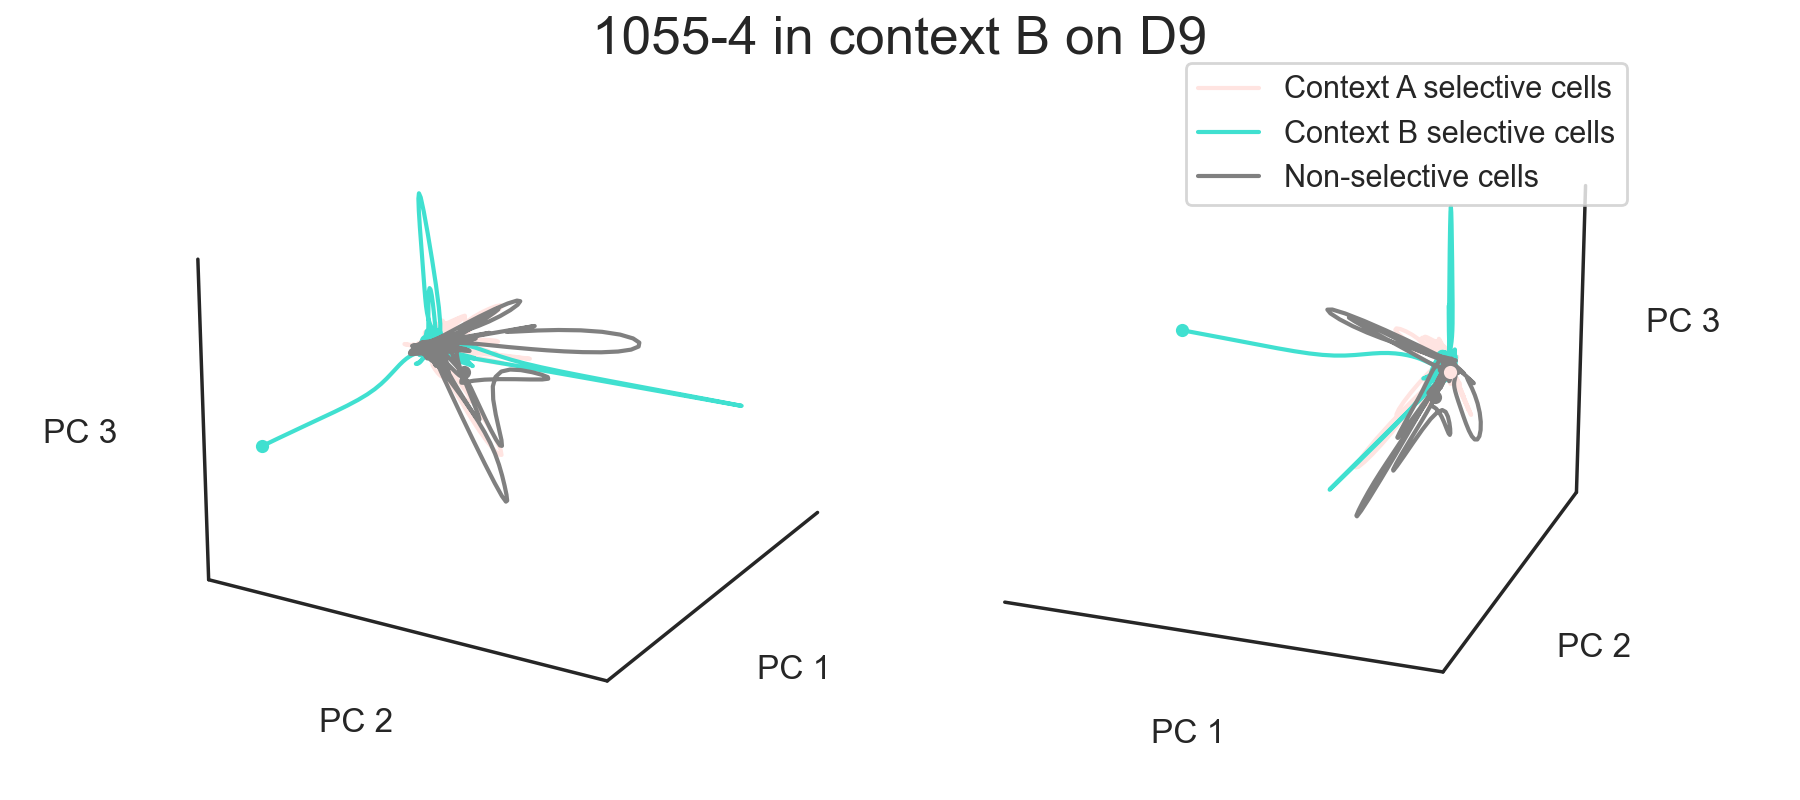 1055-4 in context B on D9
Context A selective cells
Context B selective cells
Non-selective cells
PC 3
PC 2
PC 1
PC 3
PC 2
PC 1